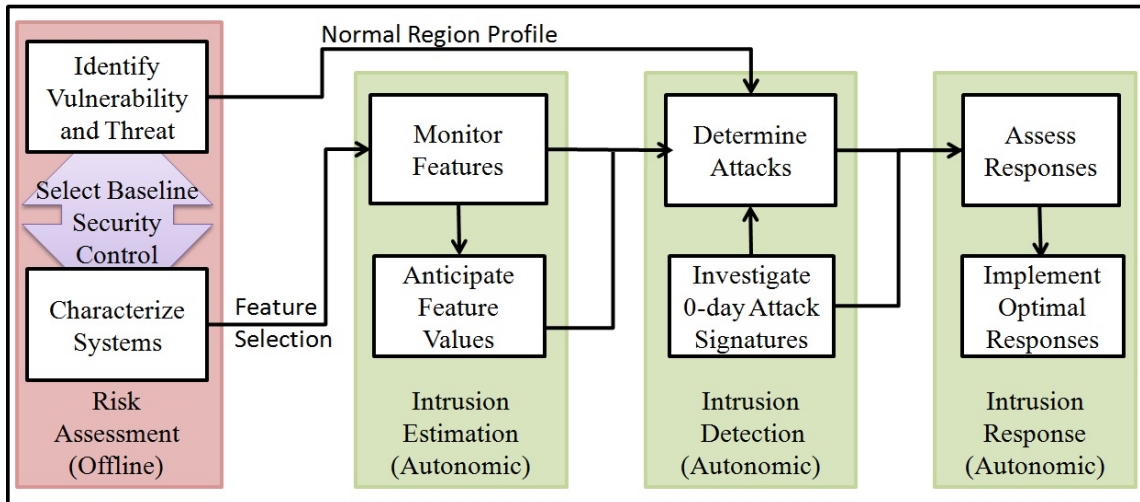 Normal Region Profile
Identify
Vulnerability
and Threat
Select Baseline
Security
Control
Characterize
Systems
Risk
Assessment
(Offline)
Feature
Selection
Monitor
Features
Anticipate
Feature
Values
Intrusion
Estimation
(Autonomic)
Determine
Attacks
Investigate
0-day Attack
Signatures
Intrusion
Detection
(Autonomic)
Assess
Responses
Implement
Optimal
Responses
Intrusion
Response
(Autonomic)